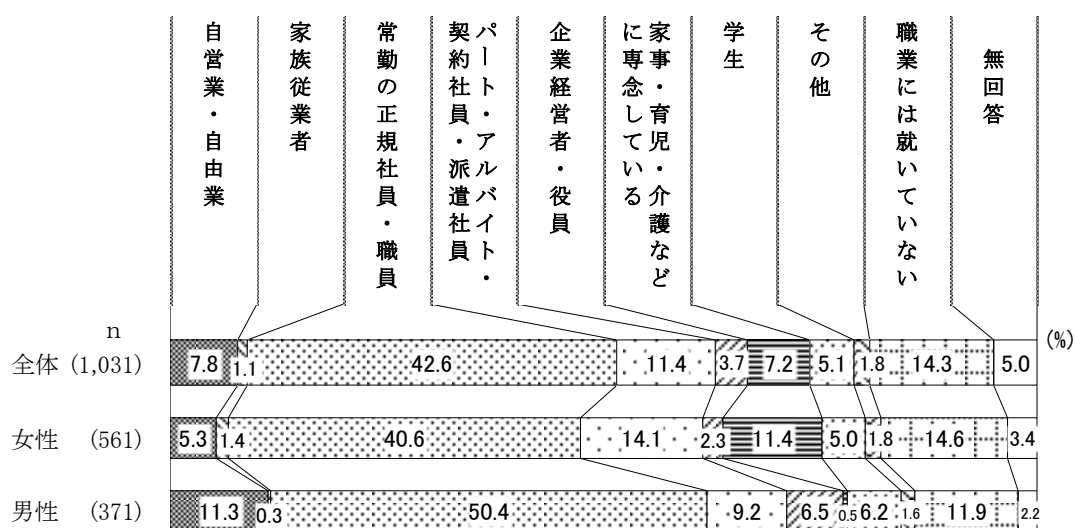 自営業・自由業
家族従業者
常勤の正規社員・職員
パート・アルバイト・
契約社員・派遣社員
企業経営者・役員
家事・育児・介護など
に専念している
学生
その他
職業には就いていない
無回答
n
(%)
全体 (1,031) 7.8 1.1 42.6 11.4 3.7 7.2 5.1 1.8 14.3 5.0
女性 (561) 5.3 1.4 40.6 14.1 2.3 11.4 5.0 1.8 14.6 3.4
男性 (371) 11.3 0.3 50.4 9.2 6.5 0.5 6.2 1.6 11.9 2.2